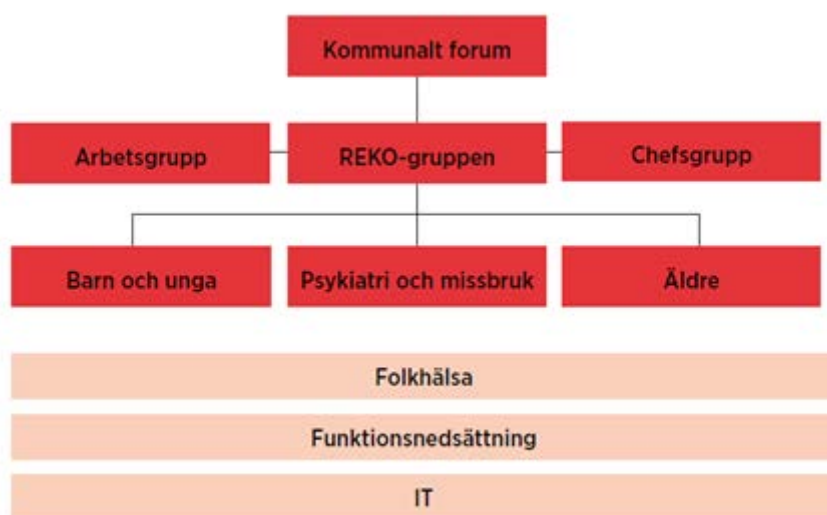 Kommunalt forum
Arbetsgrupp
REKO-gruppen
Chefsgrupp
Barn och unga
Psykiatri och missbruk
Äldre
Folkhälsa
Funktionsnedsättning
IT